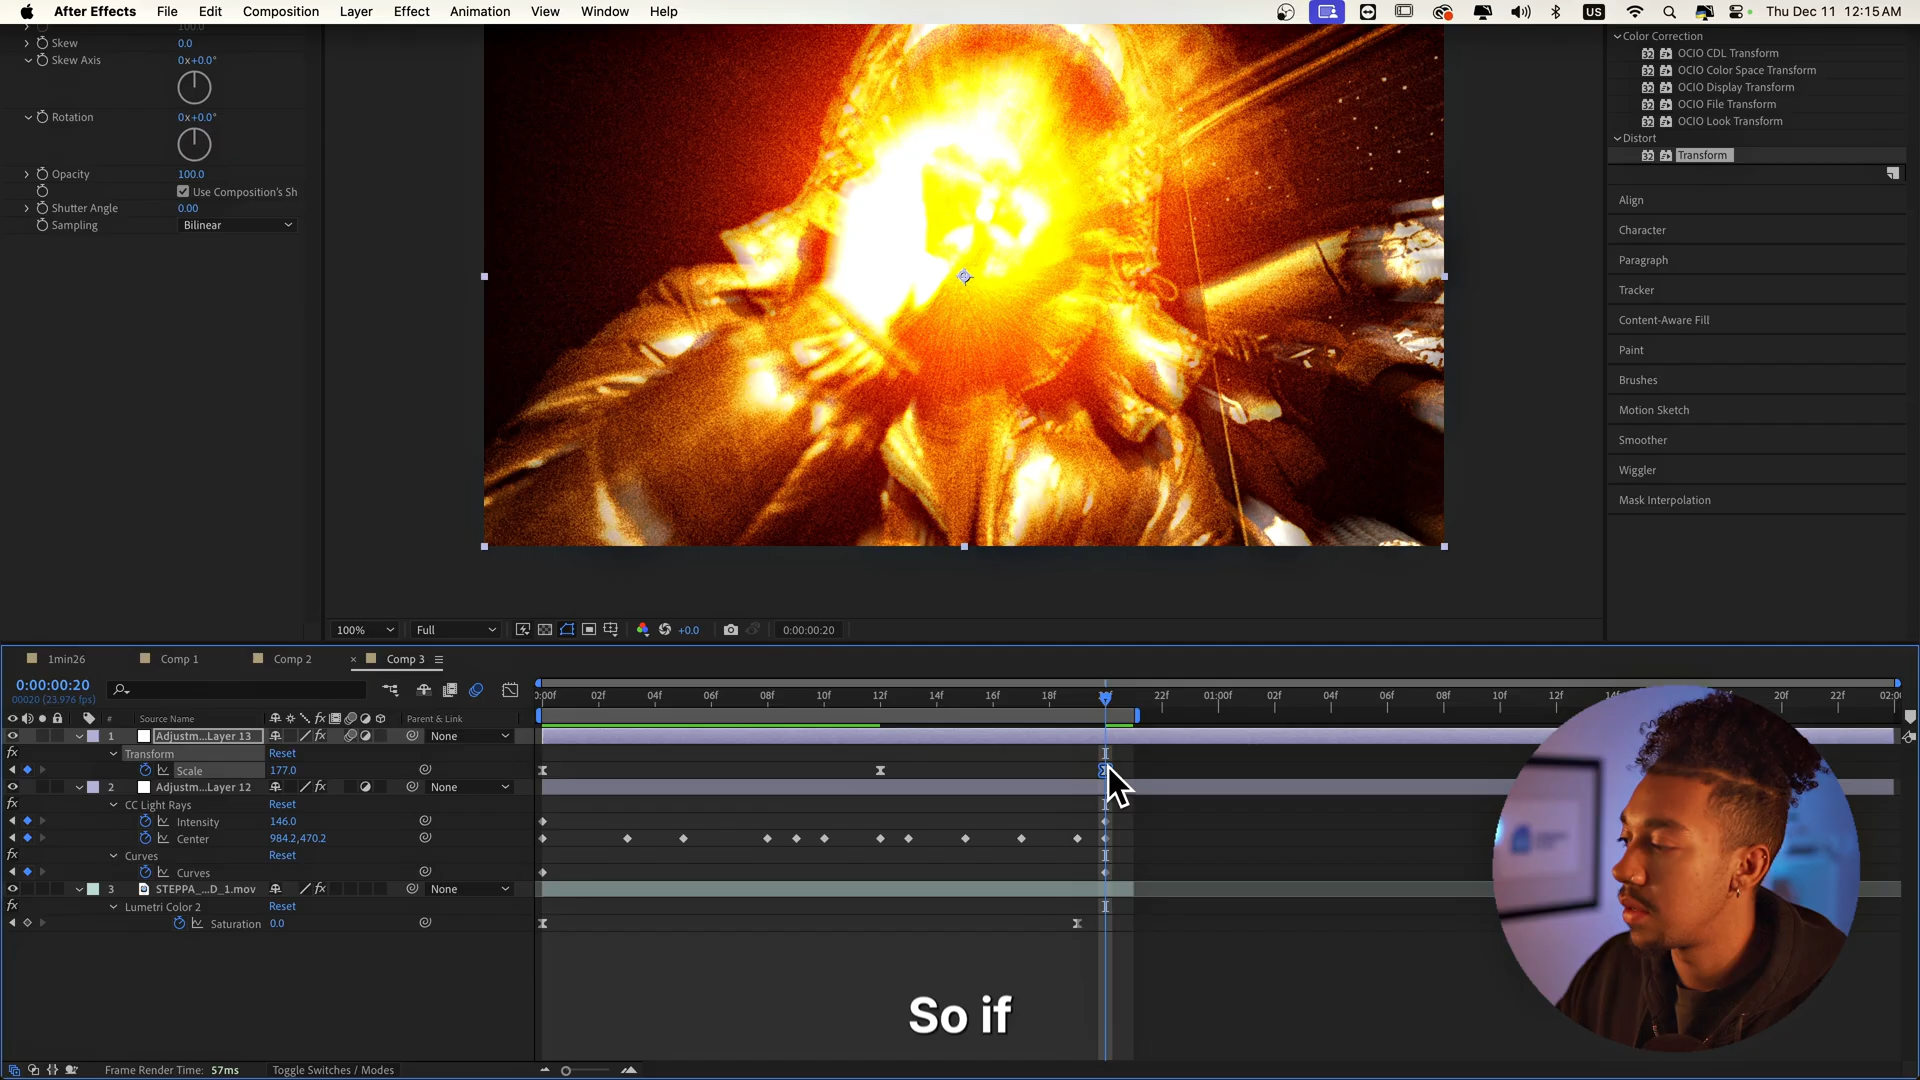 After Effects File Edit Composition Layer Effect Animation View Window Help US Thu Dec 11 12:15 AM
Skew 0.0
Skew Axis 0x+0.0°
Rotation 0x+0.0°
Opacity 100.0
Use Composition's Sh
Shutter Angle 0.00
Sampling Bilinear
Color Correction
OCIO CDL Transform
OCIO Color Space Transform
OCIO Display Transform
OCIO File Transform
OCIO Look Transform
Distort
Transform
Align
Character
Paragraph
Tracker
Content-Aware Fill
Paint
Brushes
Motion Sketch
Smoother
Wiggler
Mask Interpolation
100% Full +0.0 0:00:00:20
1min26 Comp 1 Comp 2 × Comp 3
0:00:00:20
00020 (23.976 fps)
02f 04f 06f 08f 10f 12f 14f 16f 18f 22f 01:00f 02f 04f 06f 08f 10f 12f 20f 22f
# Source Name Parent & Link
1 Adjustm...Layer 13 None
Transform Reset
Scale 177.0
2 Adjustm...Layer 12 None
CC Light Rays Reset
Intensity 146.0
Center 984.2,470.2
Curves Reset
Curves
3 STEPPA_...D_1.mov None
Lumetri Color 2 Reset
Saturation 0.0
So if
Frame Render Time: 57ms Toggle Switches / Modes